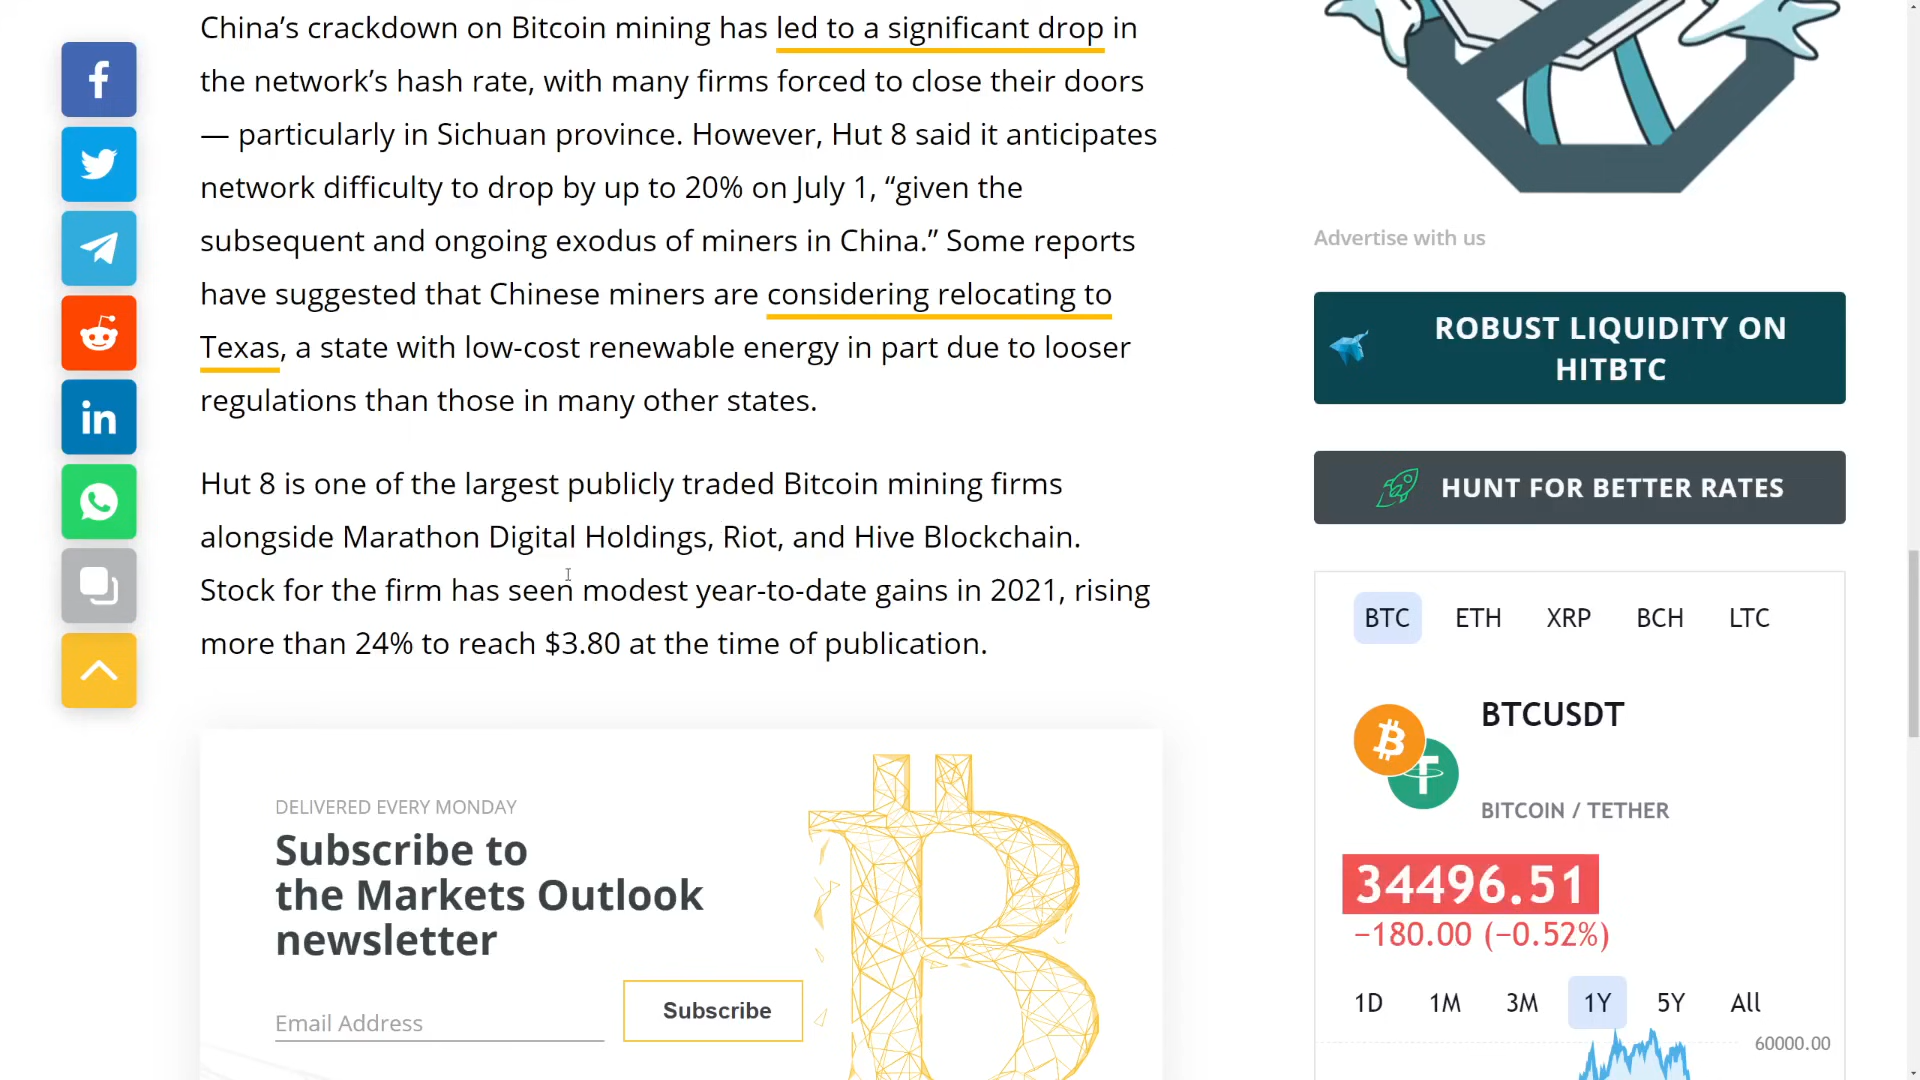 China’s crackdown on Bitcoin mining has led to a significant drop in
the network’s hash rate, with many firms forced to close their doors
— particularly in Sichuan province. However, Hut 8 said it anticipates
network difficulty to drop by up to 20% on July 1, “given the
subsequent and ongoing exodus of miners in China.” Some reports
have suggested that Chinese miners are considering relocating to
Texas, a state with low-cost renewable energy in part due to looser
regulations than those in many other states.
Hut 8 is one of the largest publicly traded Bitcoin mining firms
alongside Marathon Digital Holdings, Riot, and Hive Blockchain.
Stock for the firm has seen modest year-to-date gains in 2021, rising
more than 24% to reach $3.80 at the time of publication.
DELIVERED EVERY MONDAY
Subscribe to
the Markets Outlook
newsletter
Email Address
Subscribe
Advertise with us
ROBUST LIQUIDITY ON
HITBTC
HUNT FOR BETTER RATES
BTC ETH XRP BCH LTC
BTCUSDT
BITCOIN / TETHER
34496.51
−180.00 (−0.52%)
1D 1M 3M 1Y 5Y All
60000.00